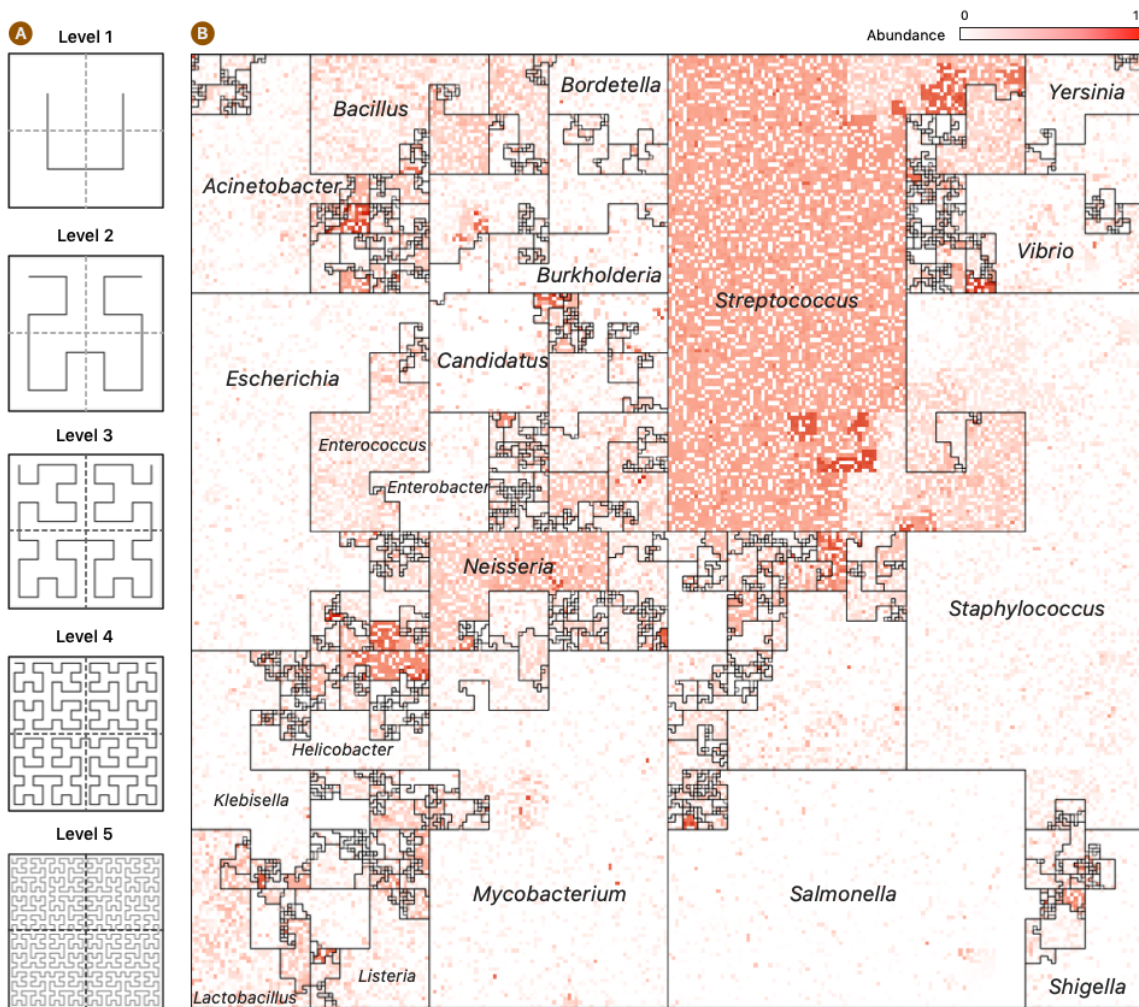 A
Level 1
Level 2
Level 3
Level 4
Level 5
B
0
1
Abundance
Bacillus
Bordetella
Yersinia
Acinetobacter
Vibrio
Burkholderia
Streptococcus
Candidatus
Escherichia
Enterococcus
Enterobacter
Neisseria
Staphylococcus
Helicobacter
Klebisella
Mycobacterium
Salmonella
Listeria
Shigella
Lactobacillus